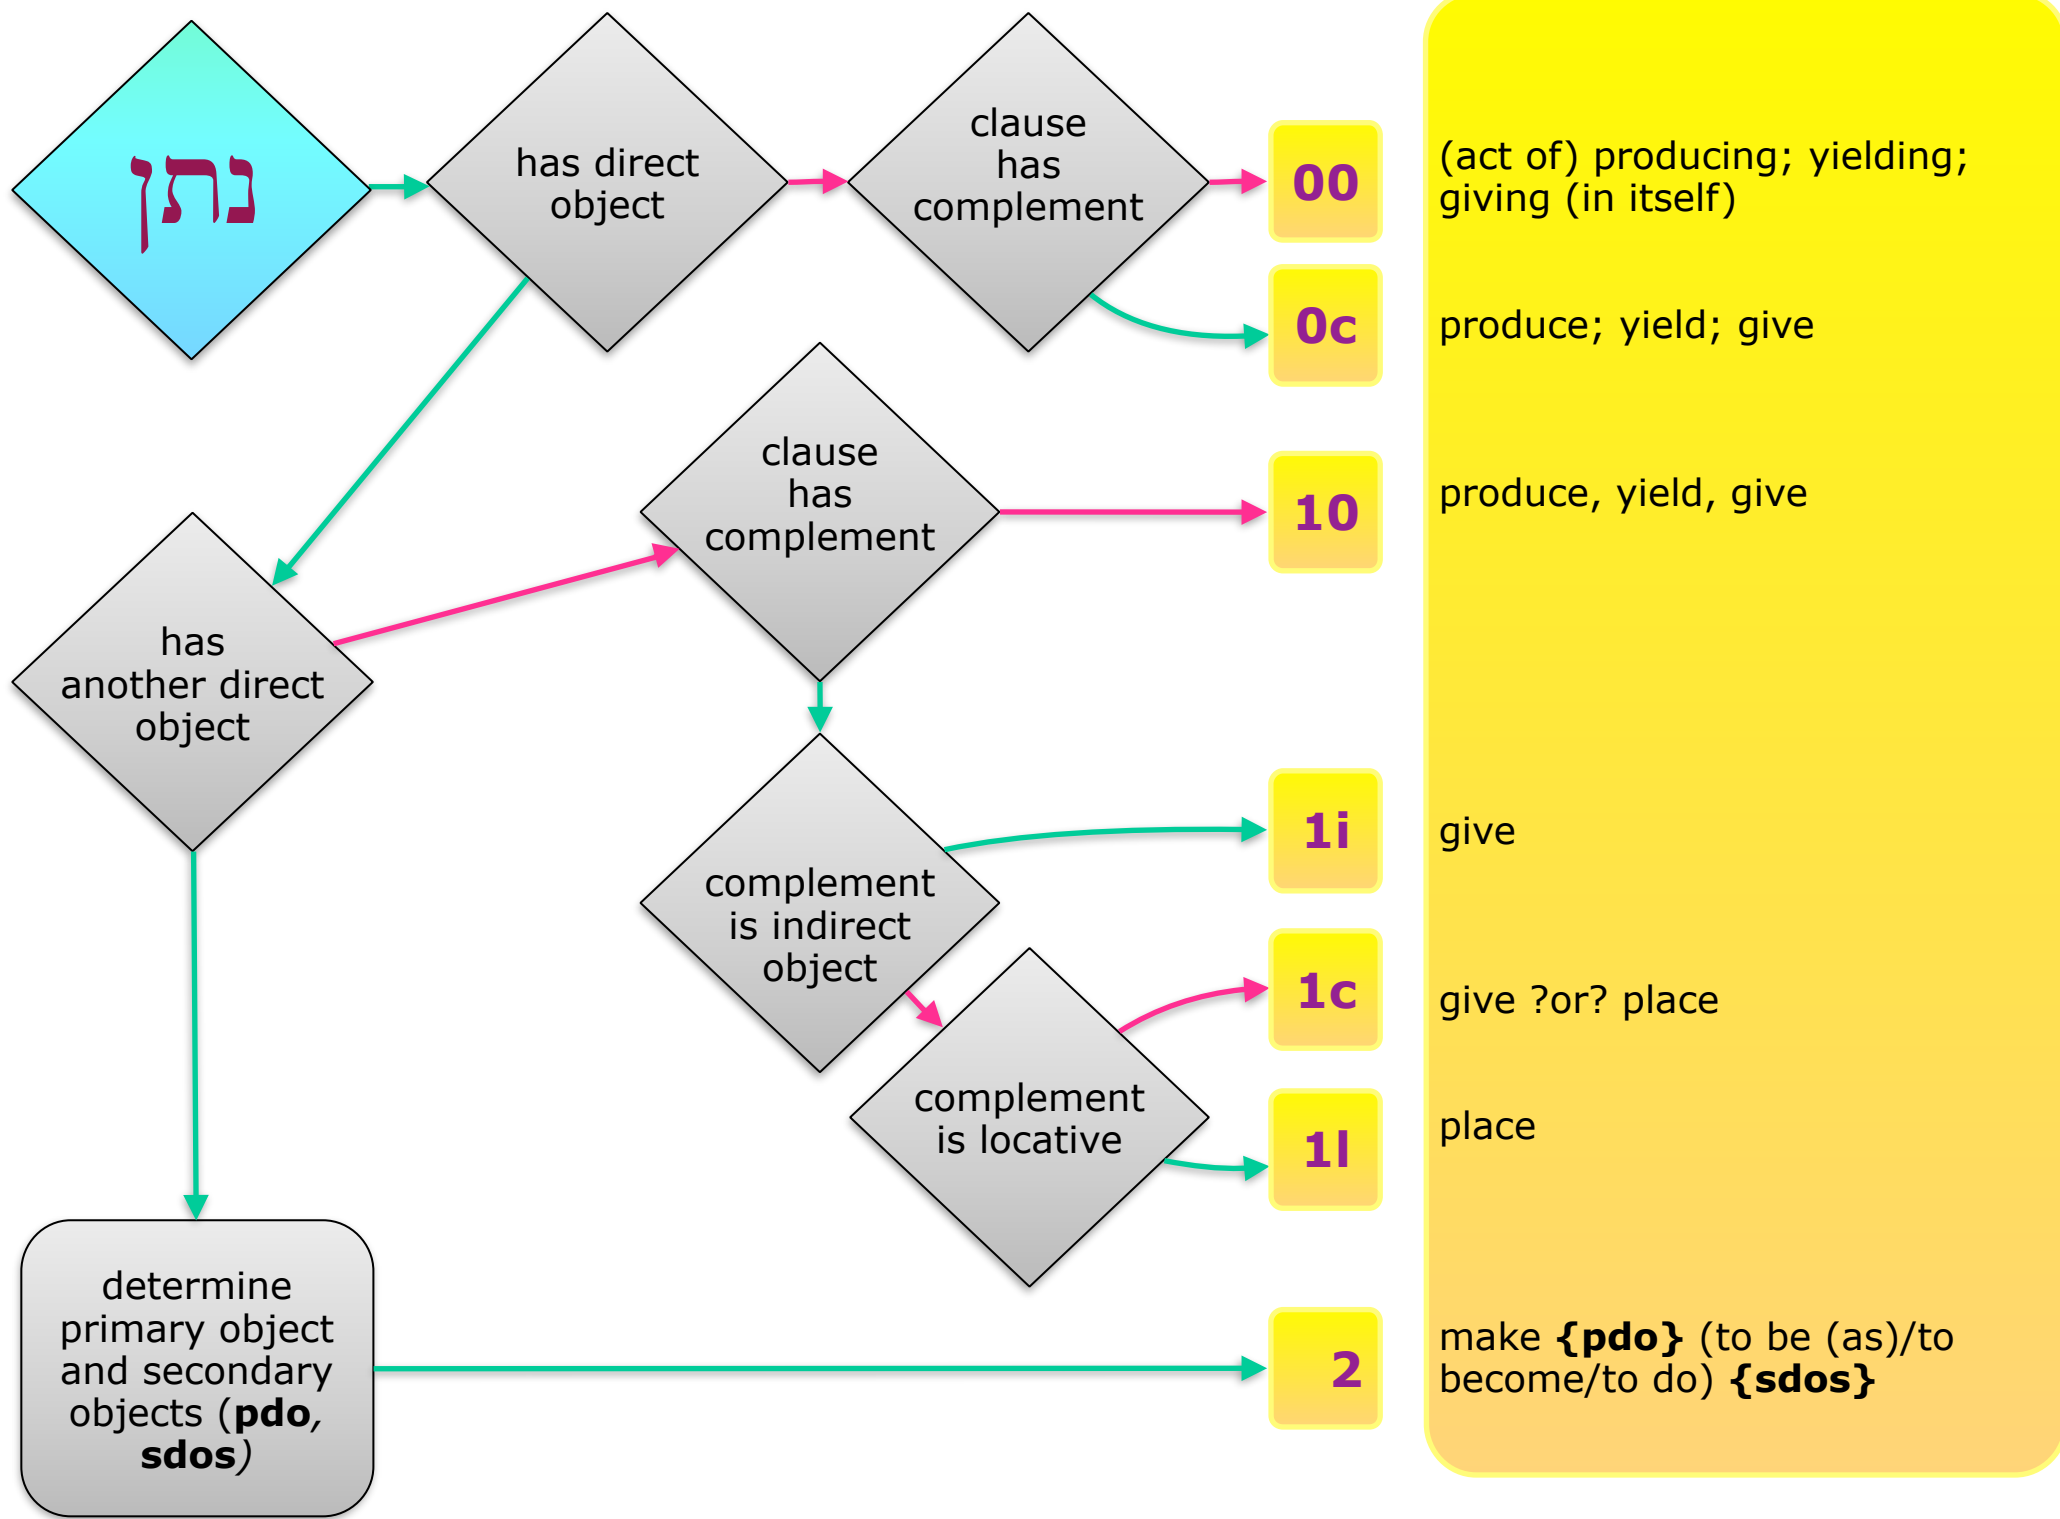 נתן
has direct
object
clause
has
complement
00
(act of) producing; yielding;
giving (in itself)
0c
produce; yield; give
clause
has
complement
10
produce, yield, give
has
another direct
object
complement
is indirect
object
1i
give
1c
give ?or? place
complement
is locative
1l
place
determine
primary object
and secondary
objects (pdo,
sdos)
2
make {pdo} (to be (as)/to
become/to do) {sdos}